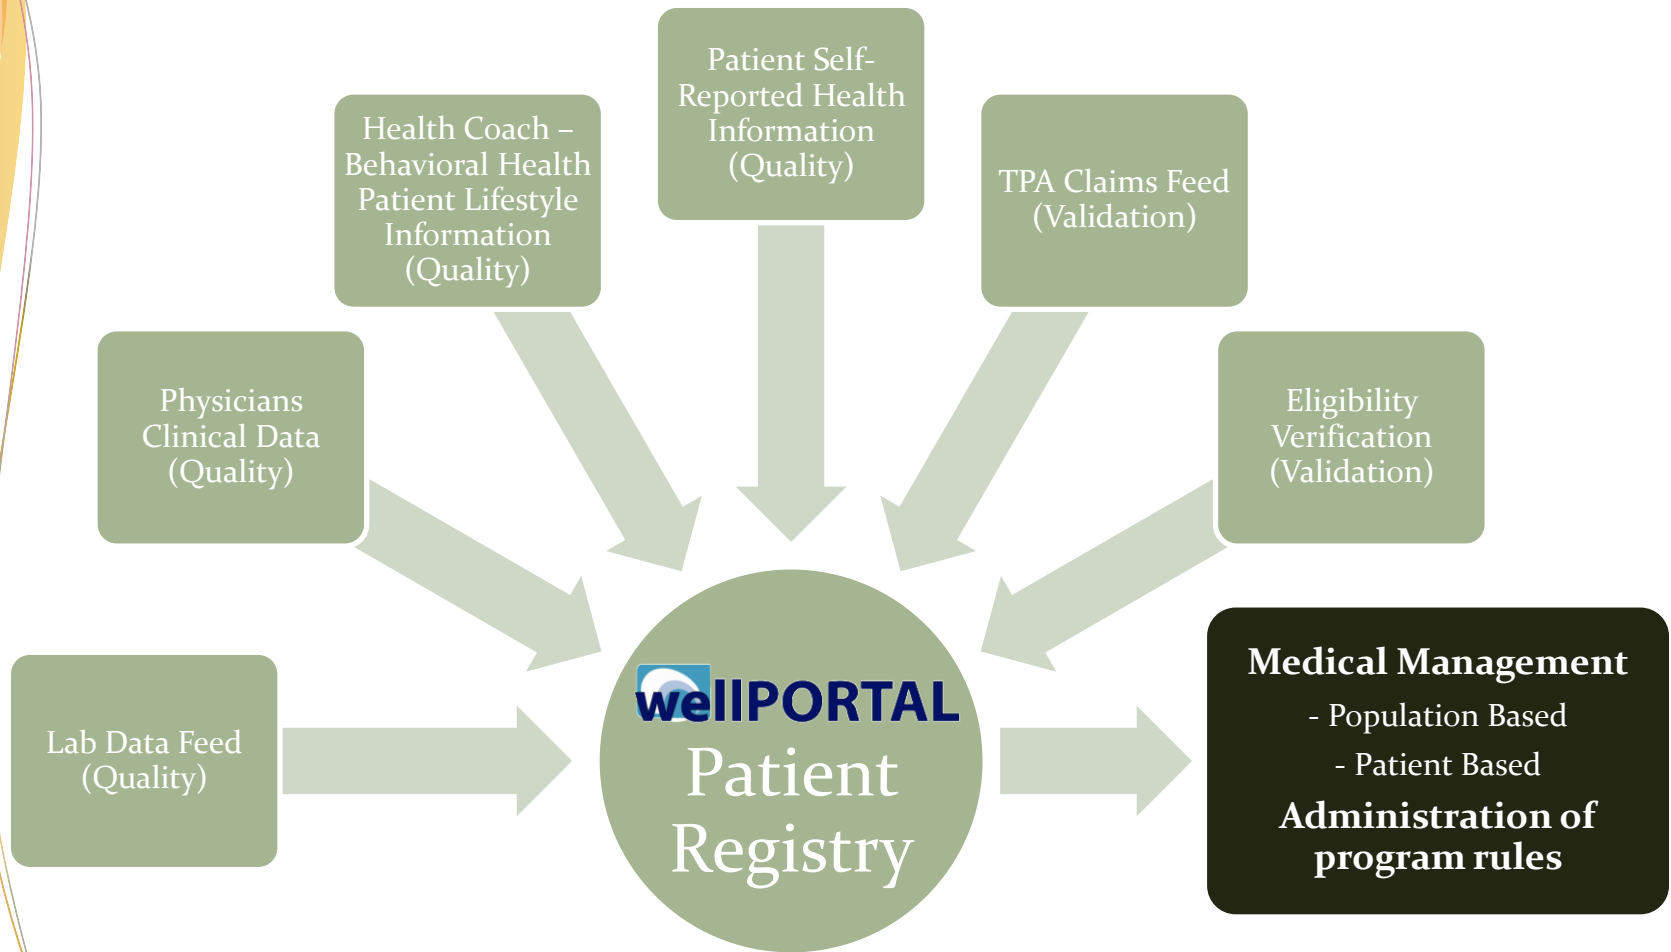 Patient Self-
Reported Health
Information
(Quality)
Health Coach –
Behavioral Health
Patient Lifestyle
Information
(Quality)
TPA Claims Feed
(Validation)
Physicians
Clinical Data
(Quality)
Eligibility
Verification
(Validation)
Lab Data Feed
(Quality)
wellPORTAL
Patient
Registry
Medical Management
- Population Based
- Patient Based
Administration of
program rules